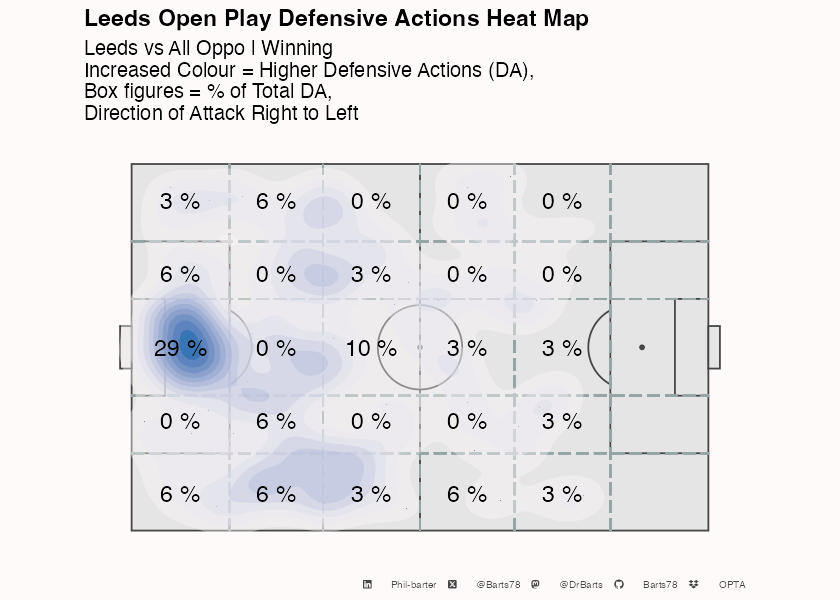 Leeds Open Play Defensive Actions Heat Map
Leeds vs All Oppo | Winning
Increased Colour = Higher Defensive Actions (DA),
Box figures = % of Total DA,
Direction of Attack Right to Left
3 % 6 % 0 % 0 % 0 %
6 % 0 % 3 % 0 % 0 %
29 % 0 % 10 % 3 % 3 %
0 % 6 % 0 % 0 % 3 %
6 % 6 % 3 % 6 % 3 %
Phil-barter @Barts78 @DrBarts Barts78 OPTA